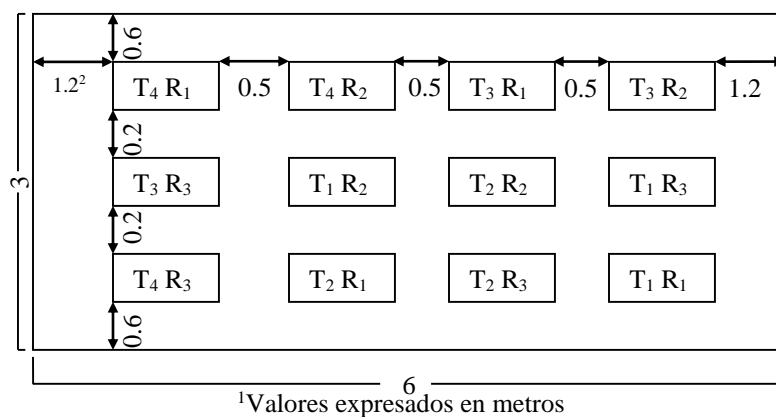 0.6
1.2²
T₄ R₁
0.5
T₄ R₂
0.5
T₃ R₁
0.5
T₃ R₂
1.2
0.2
3
T₃ R₃
T₁ R₂
T₂ R₂
T₁ R₃
0.2
T₄ R₃
T₂ R₁
T₂ R₃
T₁ R₁
0.6
6
¹Valores expresados en metros